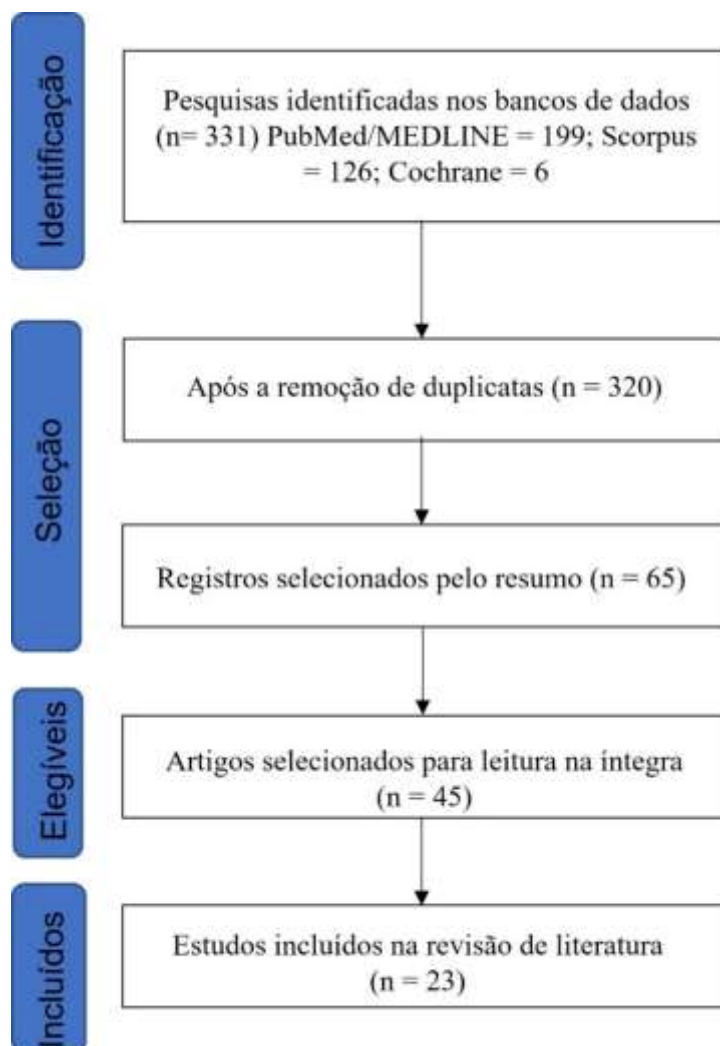 Identificação
Pesquisas identificadas nos bancos de dados
(n= 331) PubMed/MEDLINE = 199; Scorpus
= 126; Cochrane = 6
Seleção
Após a remoção de duplicatas (n = 320)
Registros selecionados pelo resumo (n = 65)
Elegíveis
Artigos selecionados para leitura na íntegra
(n = 45)
Incluídos
Estudos incluídos na revisão de literatura
(n = 23)